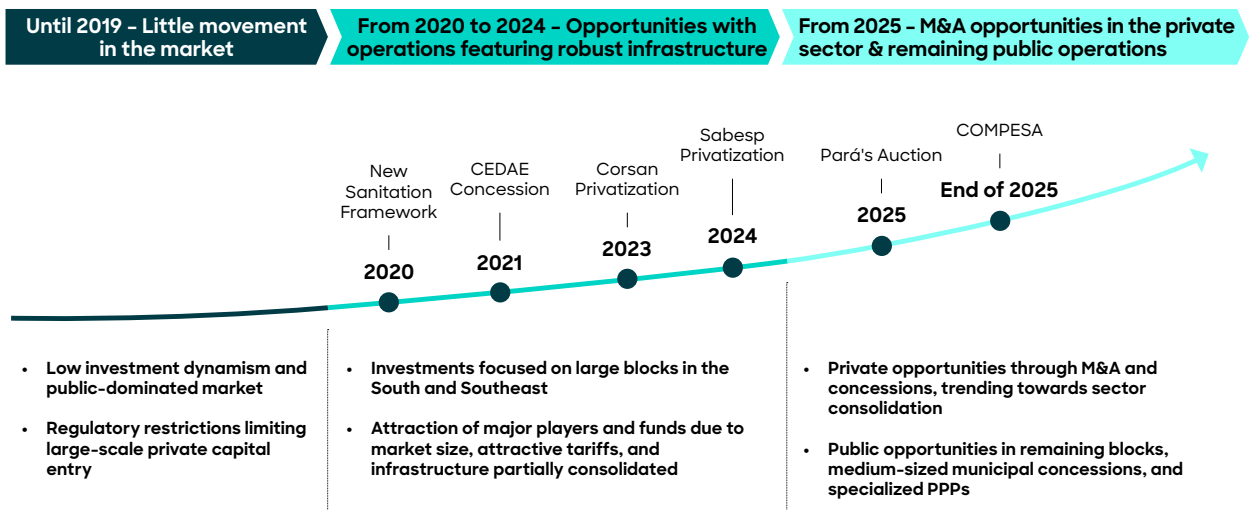 Until 2019 – Little movement
in the market
From 2020 to 2024 – Opportunities with
operations featuring robust infrastructure
From 2025 – M&A opportunities in the private
sector & remaining public operations
New
Sanitation
Framework
2020
CEDAE
Concession
2021
Corsan
Privatization
2023
Sabesp
Privatization
2024
Pará's Auction
2025
COMPESA
End of 2025
• Low investment dynamism and
public-dominated market
• Regulatory restrictions limiting
large-scale private capital
entry
• Investments focused on large blocks in the
South and Southeast
• Attraction of major players and funds due to
market size, attractive tariffs, and
infrastructure partially consolidated
• Private opportunities through M&A and
concessions, trending towards sector
consolidation
• Public opportunities in remaining blocks,
medium-sized municipal concessions, and
specialized PPPs